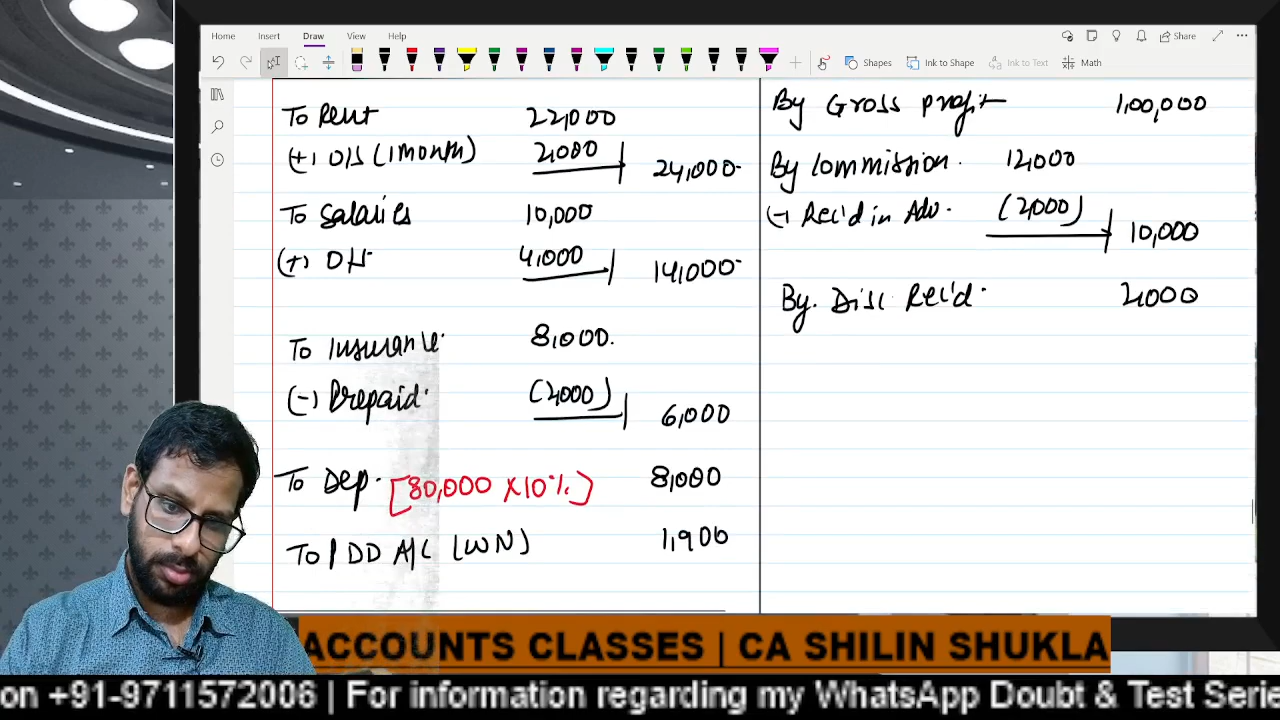 Home Insert Draw View Help
Share
Shapes Ink to Shape Ink to Text Math
To Rent 22,000
(+) O/S (1 month) 2,000 24,000
To Salaries 10,000
(+) O/S 4,000 14,000
To Insurance 8,000
(-) Prepaid (2,000) 6,000
To Dep. [80,000 × 10%] 8,000
To PDD A/C (WN) 1,900
By Gross profit 1,00,000
By Commission 12,000
(-) Rec'd in Adv. (2,000) 10,000
By Disc Rec'd 2,000
ACCOUNTS CLASSES | CA SHILIN SHUKLA
on +91-9711572006 | For information regarding my WhatsApp Doubt & Test Serie